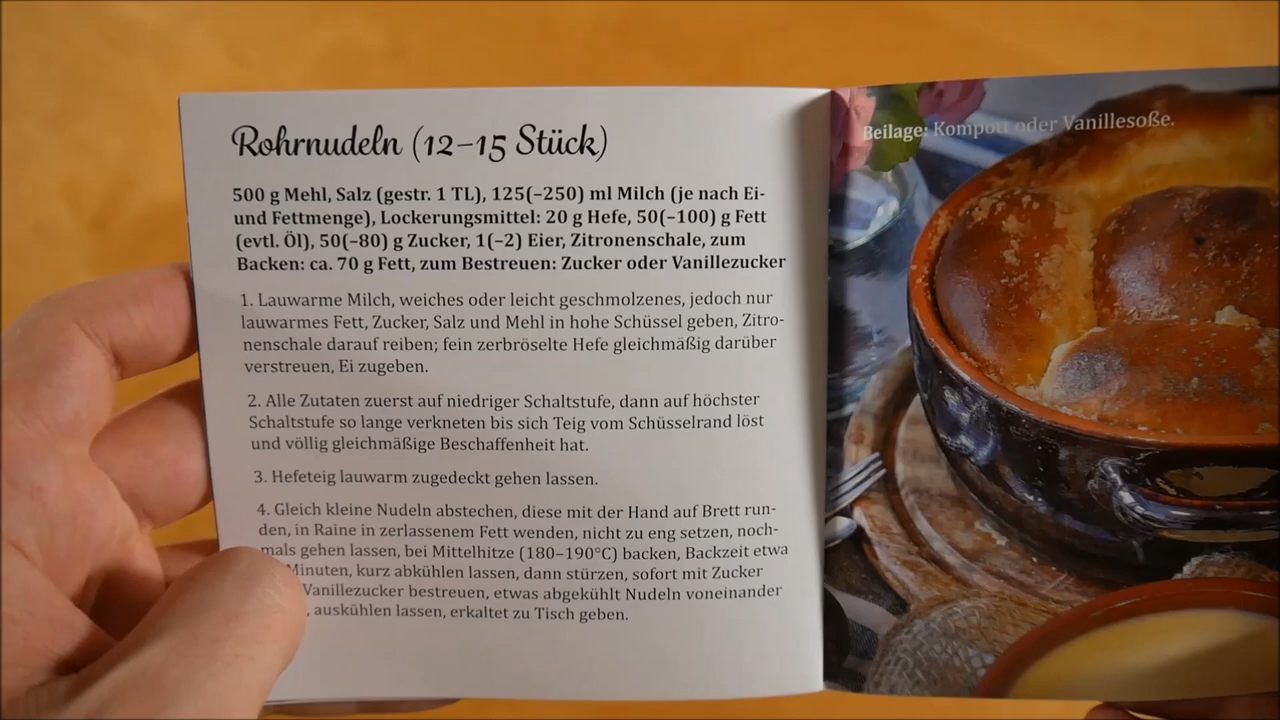 Rohrnudeln (12–15 Stück)
500 g Mehl, Salz (gestr. 1 TL), 125(–250) ml Milch (je nach Ei-
und Fettmenge), Lockerungsmittel: 20 g Hefe, 50(–100) g Fett
(evtl. Öl), 50(–80) g Zucker, 1(–2) Eier, Zitronenschale, zum
Backen: ca. 70 g Fett, zum Bestreuen: Zucker oder Vanillezucker
1. Lauwarme Milch, weiches oder leicht geschmolzenes, jedoch nur
lauwarmes Fett, Zucker, Salz und Mehl in hohe Schüssel geben, Zitro-
nenschale darauf reiben; fein zerbröselte Hefe gleichmäßig darüber
verstreuen, Ei zugeben.
2. Alle Zutaten zuerst auf niedriger Schaltstufe, dann auf höchster
Schaltstufe so lange verkneten bis sich Teig vom Schüsselrand löst
und völlig gleichmäßige Beschaffenheit hat.
3. Hefeteig lauwarm zugedeckt gehen lassen.
4. Gleich kleine Nudeln abstechen, diese mit der Hand auf Brett run-
den, in Raine in zerlassenem Fett wenden, nicht zu eng setzen, noch-
mals gehen lassen, bei Mittelhitze (180–190°C) backen, Backzeit etwa
Minuten, kurz abkühlen lassen, dann stürzen, sofort mit Zucker
Vanillezucker bestreuen, etwas abgekühlt Nudeln voneinander
, auskühlen lassen, erkaltet zu Tisch geben.
Beilage: Kompott oder Vanillesoße.